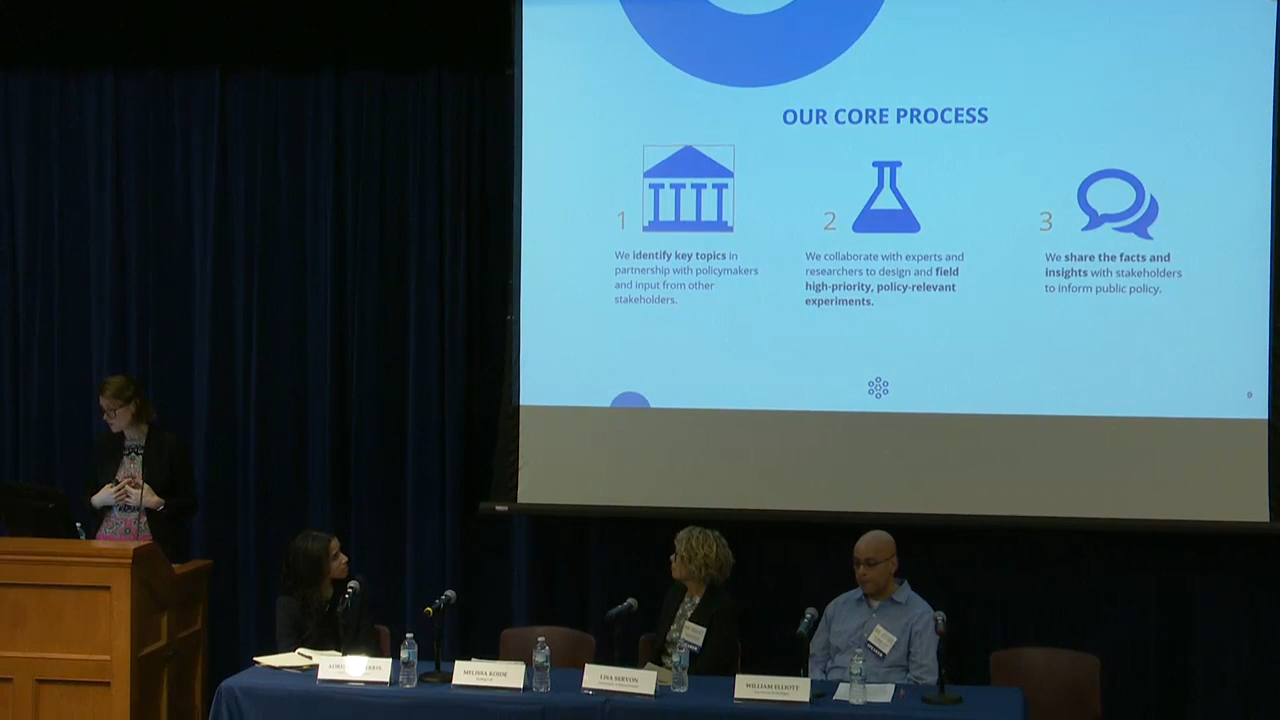 OUR CORE PROCESS
1
We identify key topics in
partnership with policymakers
and input from other
stakeholders.
2
We collaborate with experts and
researchers to design and field
high-priority, policy-relevant
experiments.
3
We share the facts and
insights with stakeholders
to inform public policy.
9
MELISSA KOIDE
LISA SERVON
WILLIAM ELLIOTT